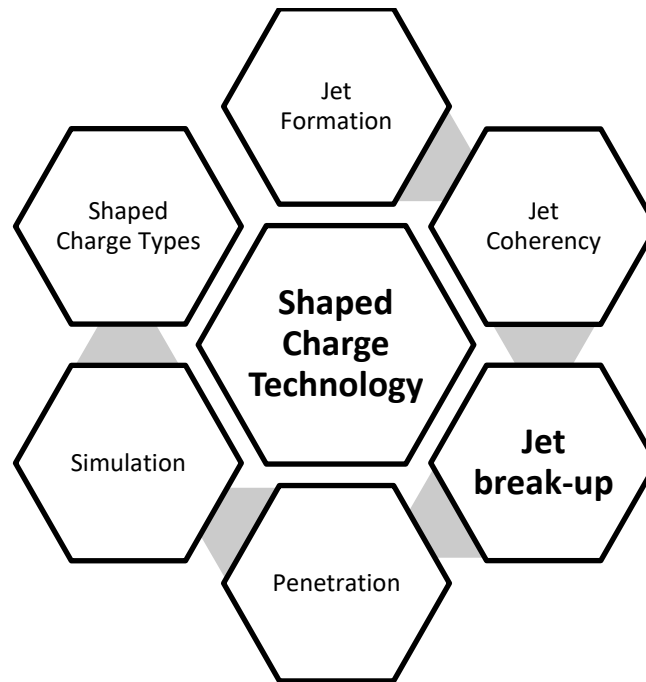 Jet
Formation
Shaped
Charge Types
Jet
Coherency
Shaped
Charge
Technology
Simulation
Jet
break-up
Penetration